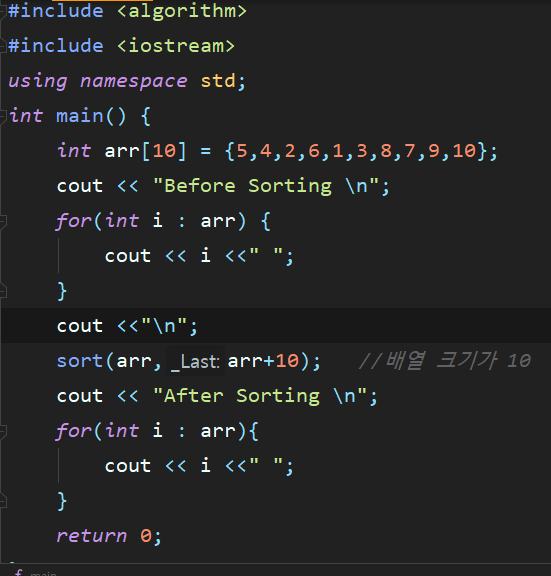 #include <algorithm>
#include <iostream>
using namespace std;
int main() {
    int arr[10] = {5,4,2,6,1,3,8,7,9,10};
    cout << "Before Sorting \n";
    for(int i : arr) {
        cout << i <<" ";
    }
    cout <<"\n";
    sort(arr, _Last: arr+10);   //배열 크기가 10
    cout << "After Sorting \n";
    for(int i : arr){
        cout << i <<" ";
    }
    return 0;
f main